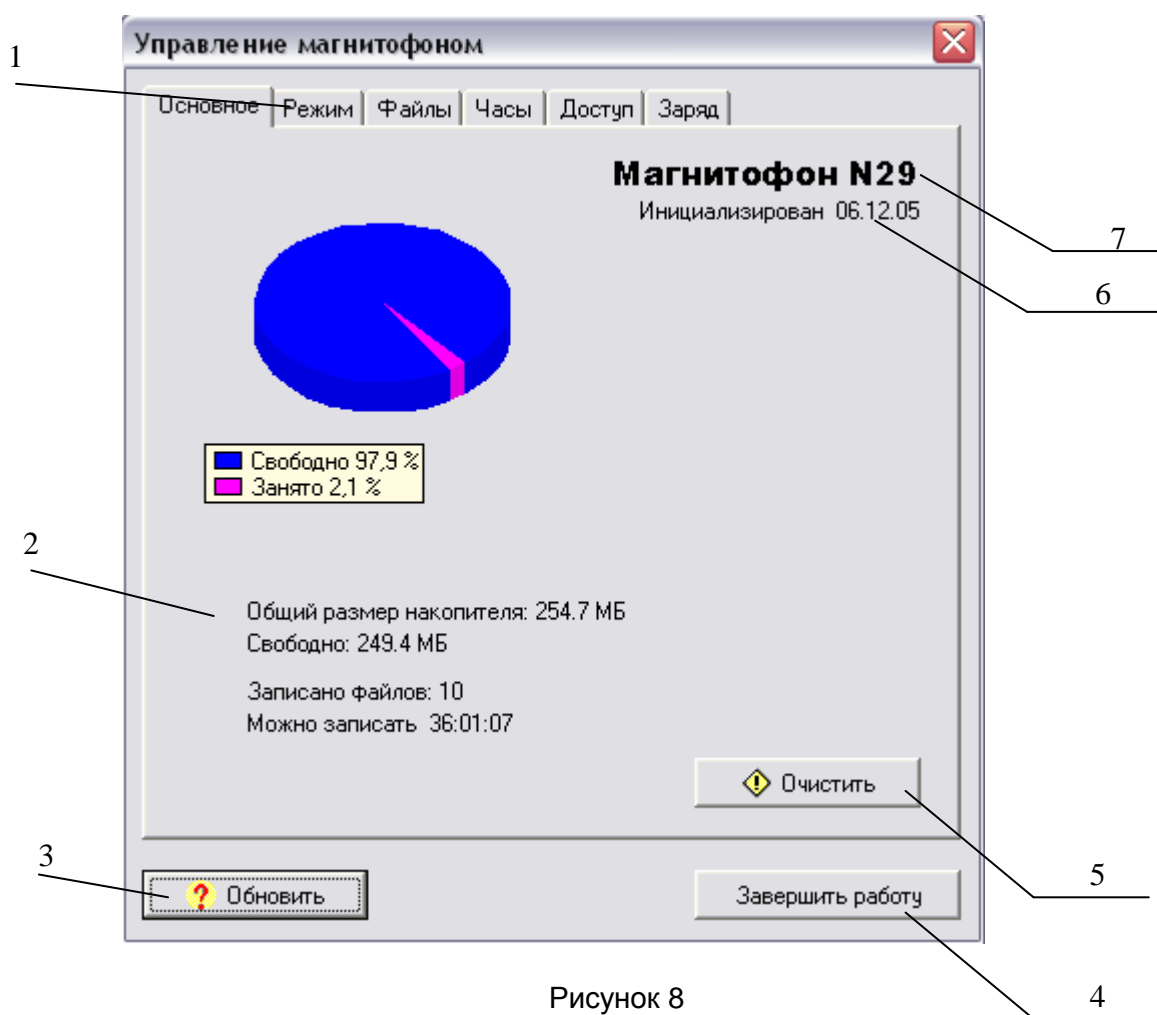 Управление магнитофоном
1
Основное Режим Файлы Часы Доступ Заряд
Магнитофон N29
Инициализирован 06.12.05
7
6
Свободно 97,9 %
Занято 2,1 %
2
Общий размер накопителя: 254.7 МБ
Свободно: 249.4 МБ
Записано файлов: 10
Можно записать 36:01:07
Очистить
3
5
? Обновить
Завершить работу
4
Рисунок 8